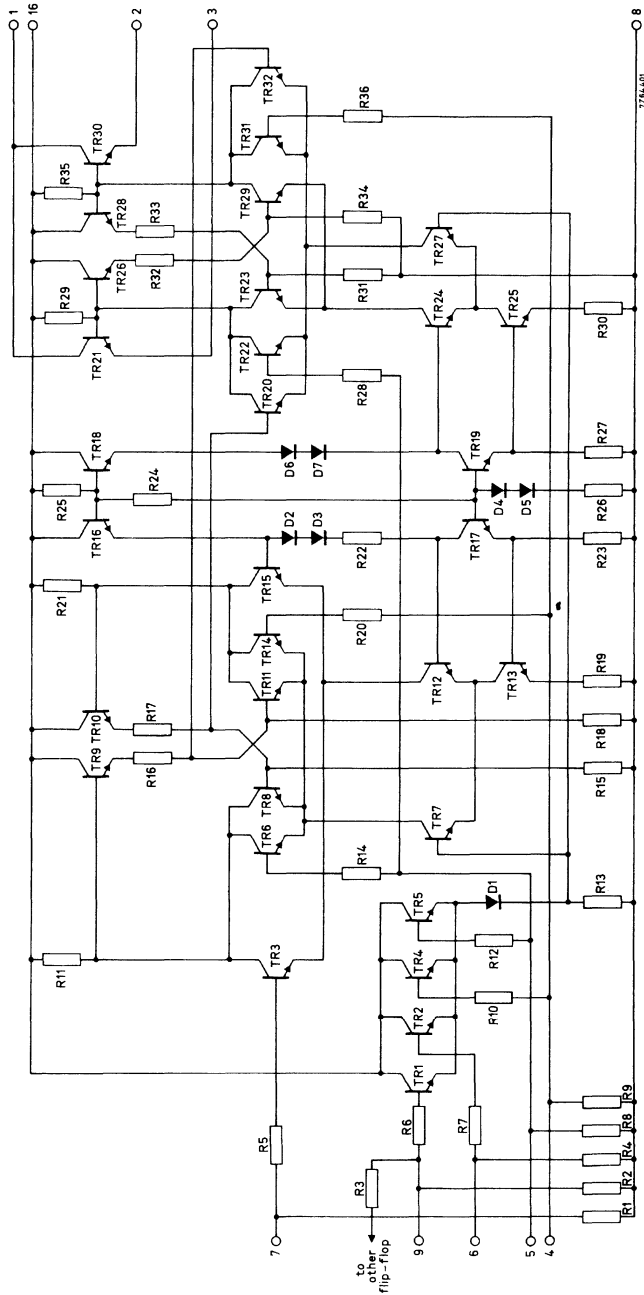 1
16
2
3
8
TR30
R35
TR28
R33
TR26
R32
R29
TR21
TR32
TR31
TR29
R36
R34
TR23
R31
TR22
TR20
R28
TR27
TR24
TR25
R30
TR18
R25
R24
TR16
D6
D7
D2
D3
R22
TR19
D4
D5
TR17
R27
R26
R23
R21
TR15
TR14
TR11
R20
TR12
TR13
R19
TR10
TR9
R17
R16
TR8
TR6
R14
R18
R15
TR7
R11
TR3
TR5
TR4
TR2
TR1
D1
R13
R12
R10
R5
R6
R7
R3
R9
R8
R4
R2
R1
7
to
other
flip-flop
9
6
5
4